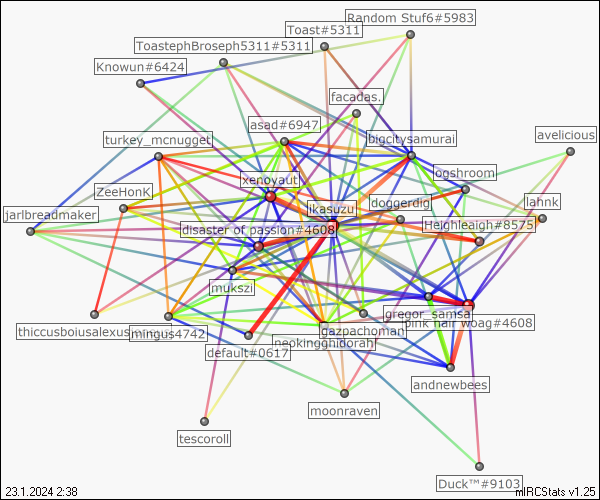 Random Stuf6#5983
Toast#5311
ToastephBroseph5311#5311
Knowun#6424
facadas.
asad#6947
turkey_mcnugget
bigcitysamurai
avelicious
xenovaut
ogshroom
ZeeHonK
ikasuzu
doggerdig
lahnk
jarlbreadmaker
disaster of passion#4608
Heighleaigh#8575
mukszi
gregor_samsa
pink hair woag#4608
thiccusboiusalexus
mingus4742
gazpachoman
neokingghidorah
default#0617
andnewbees
moonraven
tescoroll
Duck™#9103
23.1.2024 2:38
mIRCStats v1.25